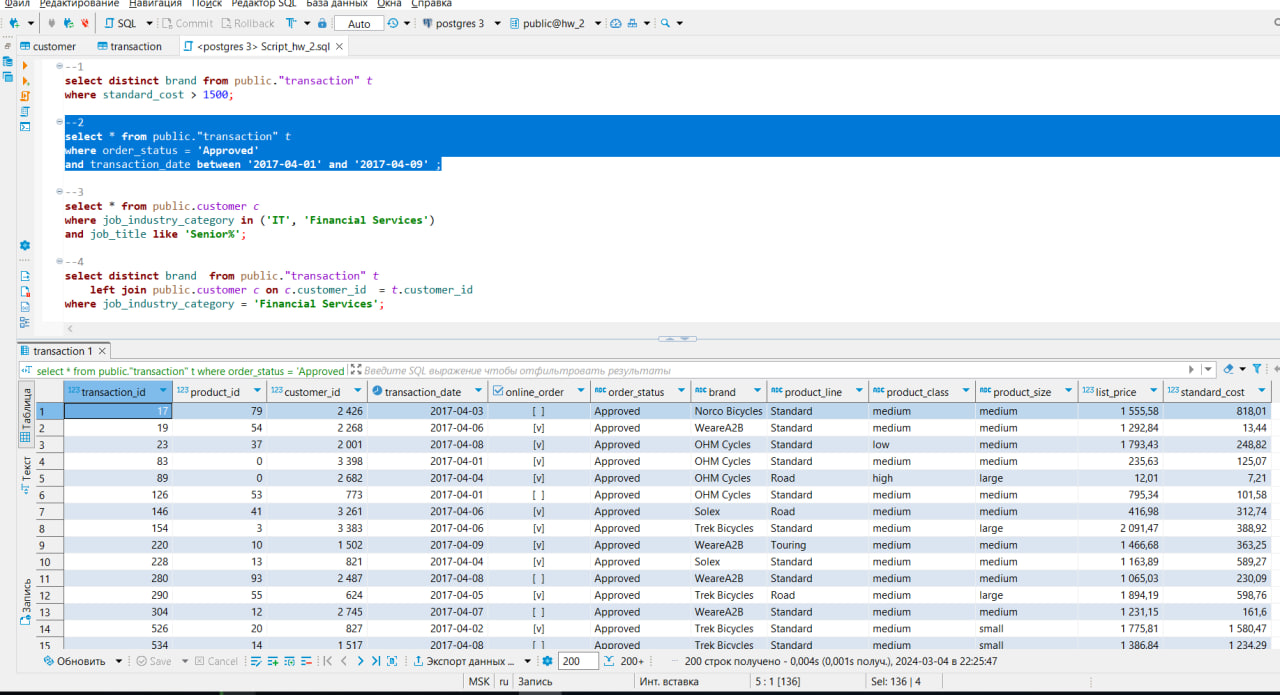 Файл Редактирование Навигация Поиск Редактор SQL База данных Окна Справка
SQL Commit Rollback Auto postgres 3 public@hw_2
customer transaction <postgres 3> Script_hw_2.sql
--1
select distinct brand from public."transaction" t
where standard_cost > 1500;
--2
select * from public."transaction" t
where order_status = 'Approved'
and transaction_date between '2017-04-01' and '2017-04-09' ;
--3
select * from public.customer c
where job_industry_category in ('IT', 'Financial Services')
and job_title like 'Senior%';
--4
select distinct brand  from public."transaction" t
    left join public.customer c on c.customer_id  = t.customer_id
where job_industry_category = 'Financial Services';
transaction 1
select * from public."transaction" t where order_status = 'Approved Введите SQL выражение чтобы отфильтровать результаты
Таблица
Текст
Запись
123 transaction_id 123 product_id 123 customer_id transaction_date online_order ABC order_status ABC brand ABC product_line ABC product_class ABC product_size 123 list_price 123 standard_cost
1 17 79 2 426 2017-04-03 [ ] Approved Norco Bicycles Standard medium medium 1 555,58 818,01
2 19 54 2 268 2017-04-06 [v] Approved WeareA2B Standard medium medium 1 292,84 13,44
3 23 37 2 001 2017-04-08 [v] Approved OHM Cycles Standard low medium 1 793,43 248,82
4 83 0 3 398 2017-04-01 [v] Approved OHM Cycles Standard medium medium 235,63 125,07
5 89 0 2 682 2017-04-04 [v] Approved OHM Cycles Road high large 12,01 7,21
6 126 53 773 2017-04-01 [ ] Approved OHM Cycles Standard medium medium 795,34 101,58
7 146 41 3 261 2017-04-06 [v] Approved Solex Road medium medium 416,98 312,74
8 154 3 3 383 2017-04-06 [v] Approved Trek Bicycles Standard medium large 2 091,47 388,92
9 220 10 1 502 2017-04-09 [v] Approved WeareA2B Touring medium medium 1 466,68 363,25
10 228 13 821 2017-04-04 [v] Approved Solex Standard medium medium 1 163,89 589,27
11 280 93 2 487 2017-04-08 [ ] Approved WeareA2B Standard medium medium 1 065,03 230,09
12 290 55 624 2017-04-05 [v] Approved Trek Bicycles Road medium large 1 894,19 598,76
13 304 12 2 745 2017-04-07 [ ] Approved WeareA2B Standard medium medium 1 231,15 161,6
14 526 20 827 2017-04-02 [v] Approved Trek Bicycles Standard medium small 1 775,81 1 580,47
15 534 14 1 517 2017-04-08 [ ] Approved Trek Bicycles Standard medium small 1 386,84 1 234,29
Обновить Save Cancel Экспорт данных ... 200 200+ 200 строк получено - 0,004s (0,001s получ.), 2024-03-04 в 22:25:47
MSK ru Запись Инт. вставка 5 : 1 [136] Sel: 136 | 4